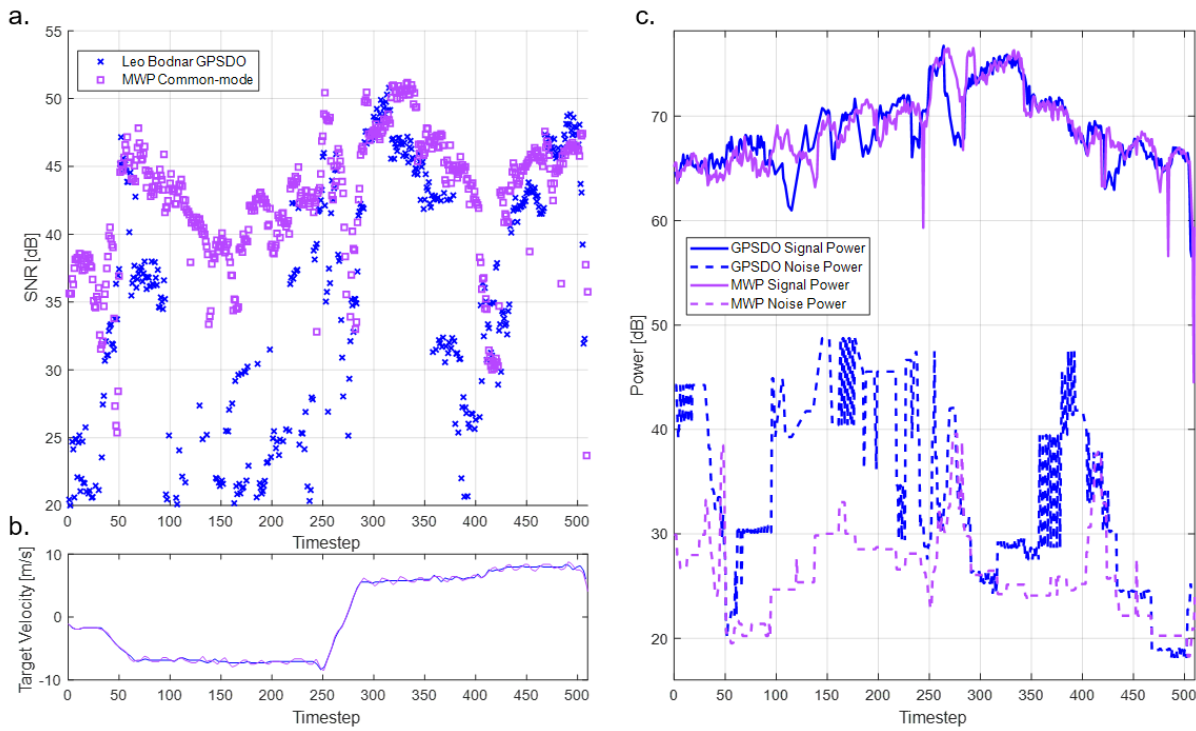 a.
55
50
45
40
35
30
25
20
SNR [dB]
Leo Bodnar GPSDO
MWP Common-mode
0 50 100 150 200 250 300 350 400 450 500
Timestep
b.
10
0
-10
Target Velocity [m/s]
0 50 100 150 200 250 300 350 400 450 500
Timestep
c.
70
60
50
40
30
20
Power [dB]
GPSDO Signal Power
GPSDO Noise Power
MWP Signal Power
MWP Noise Power
0 50 100 150 200 250 300 350 400 450 500
Timestep